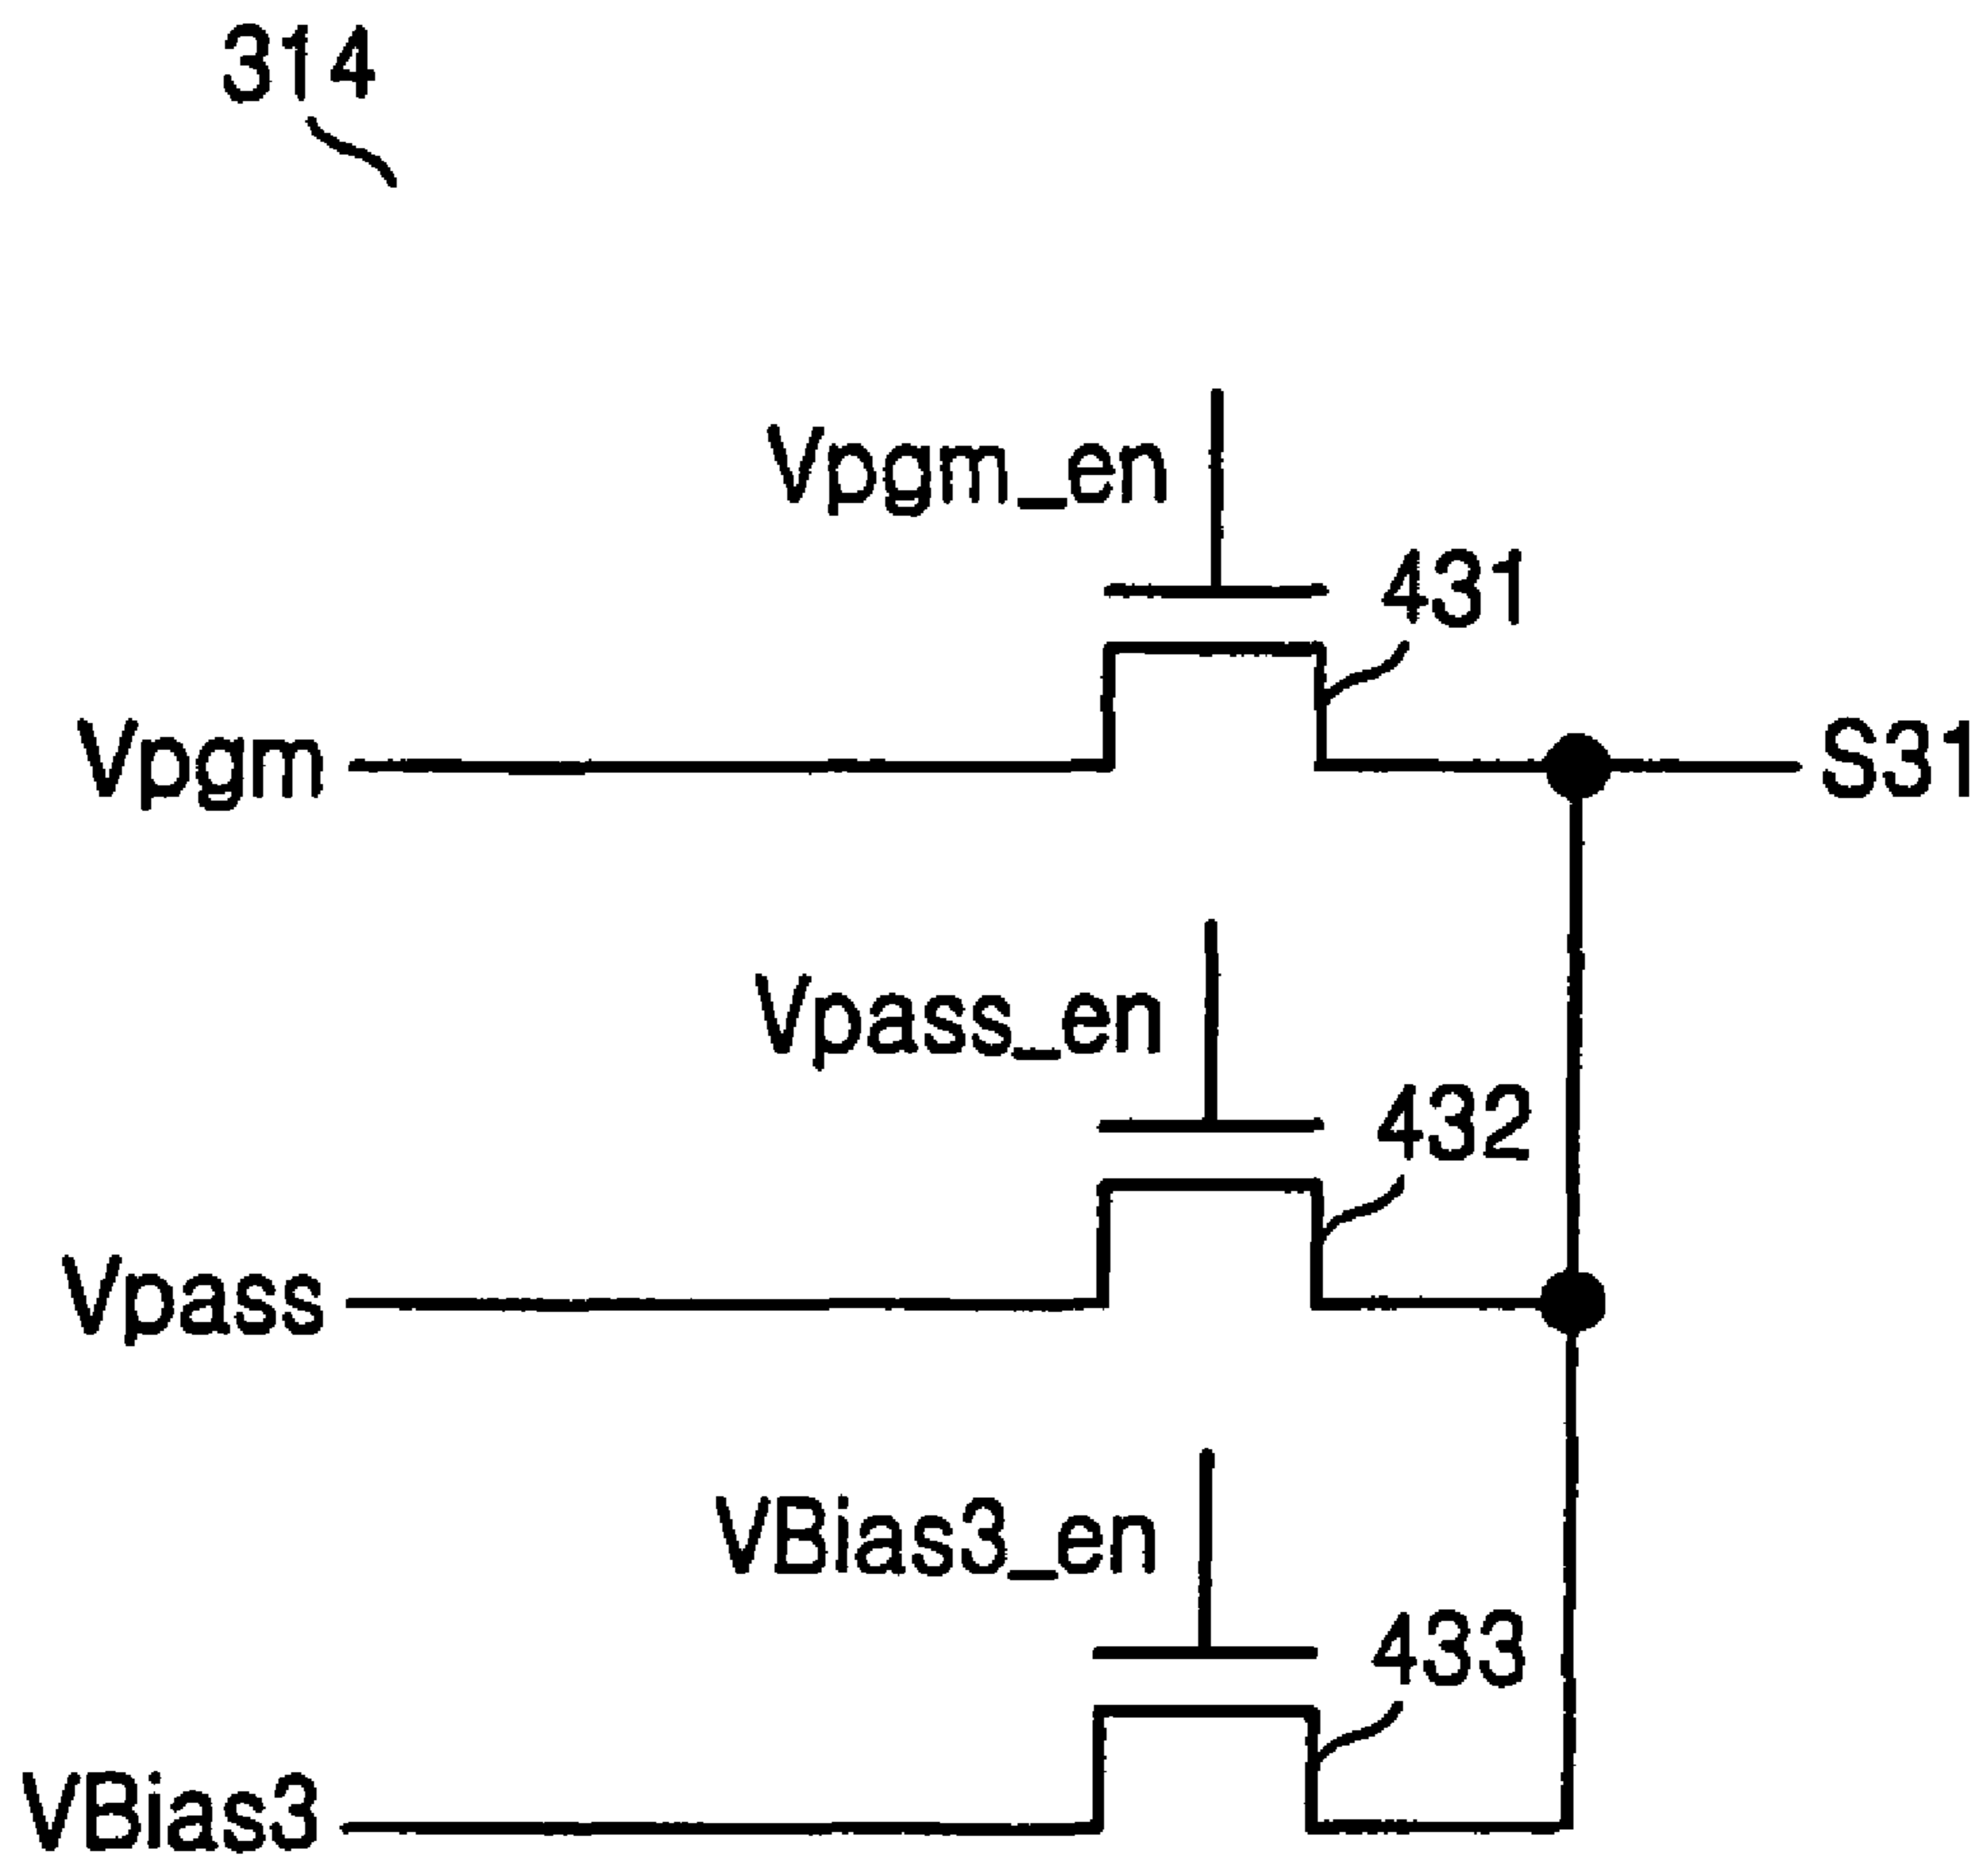 314
Vpgm_en
431
Vpgm
S31
Vpass_en
432
Vpass
VBias3_en
433
VBias3